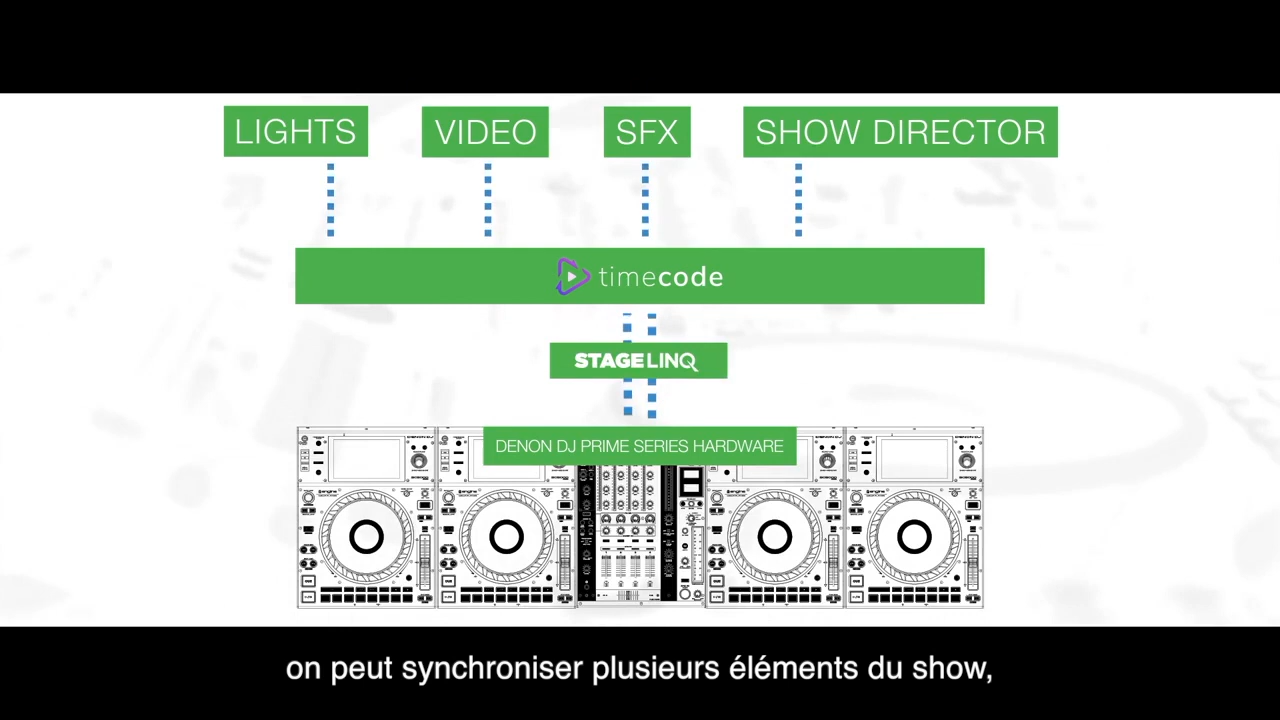 LIGHTS
VIDEO
SFX
SHOW DIRECTOR
timecode
STAGELINQ
DENON DJ PRIME SERIES HARDWARE
on peut synchroniser plusieurs éléments du show,